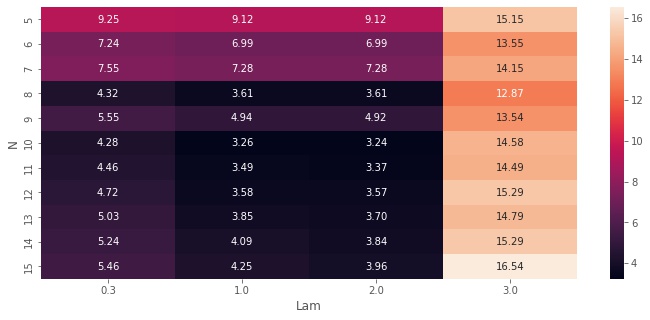 5 9.25 9.12 9.12 15.15
6 7.24 6.99 6.99 13.55
7 7.55 7.28 7.28 14.15
8 4.32 3.61 3.61 12.87
9 5.55 4.94 4.92 13.54
10 4.28 3.26 3.24 14.58
11 4.46 3.49 3.37 14.49
12 4.72 3.58 3.57 15.29
13 5.03 3.85 3.70 14.79
14 5.24 4.09 3.84 15.29
15 5.46 4.25 3.96 16.54
N
0.3 1.0 2.0 3.0
Lam
16
14
12
10
8
6
4